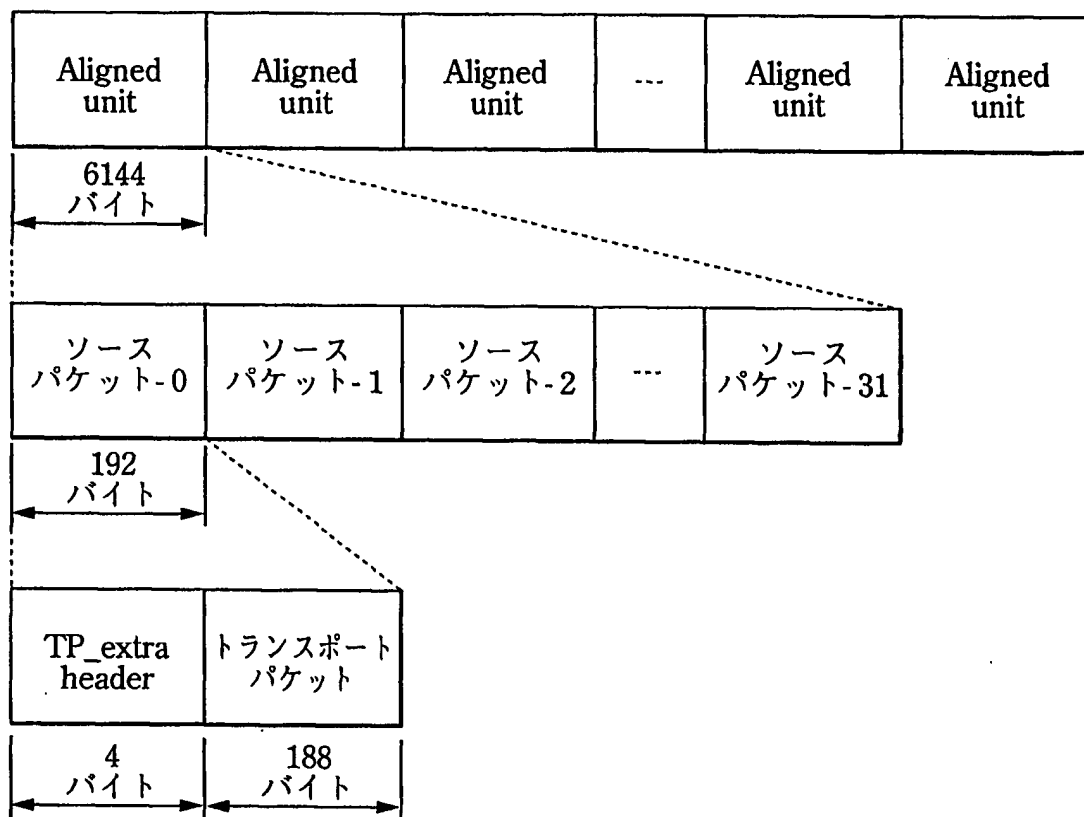 Aligned
unit
Aligned
unit
Aligned
unit
---
Aligned
unit
Aligned
unit
6144
バイト
ソース
パケット-0
ソース
パケット-1
ソース
パケット-2
---
ソース
パケット-31
192
バイト
TP_extra
header
トランスポート
パケット
4
バイト
188
バイト